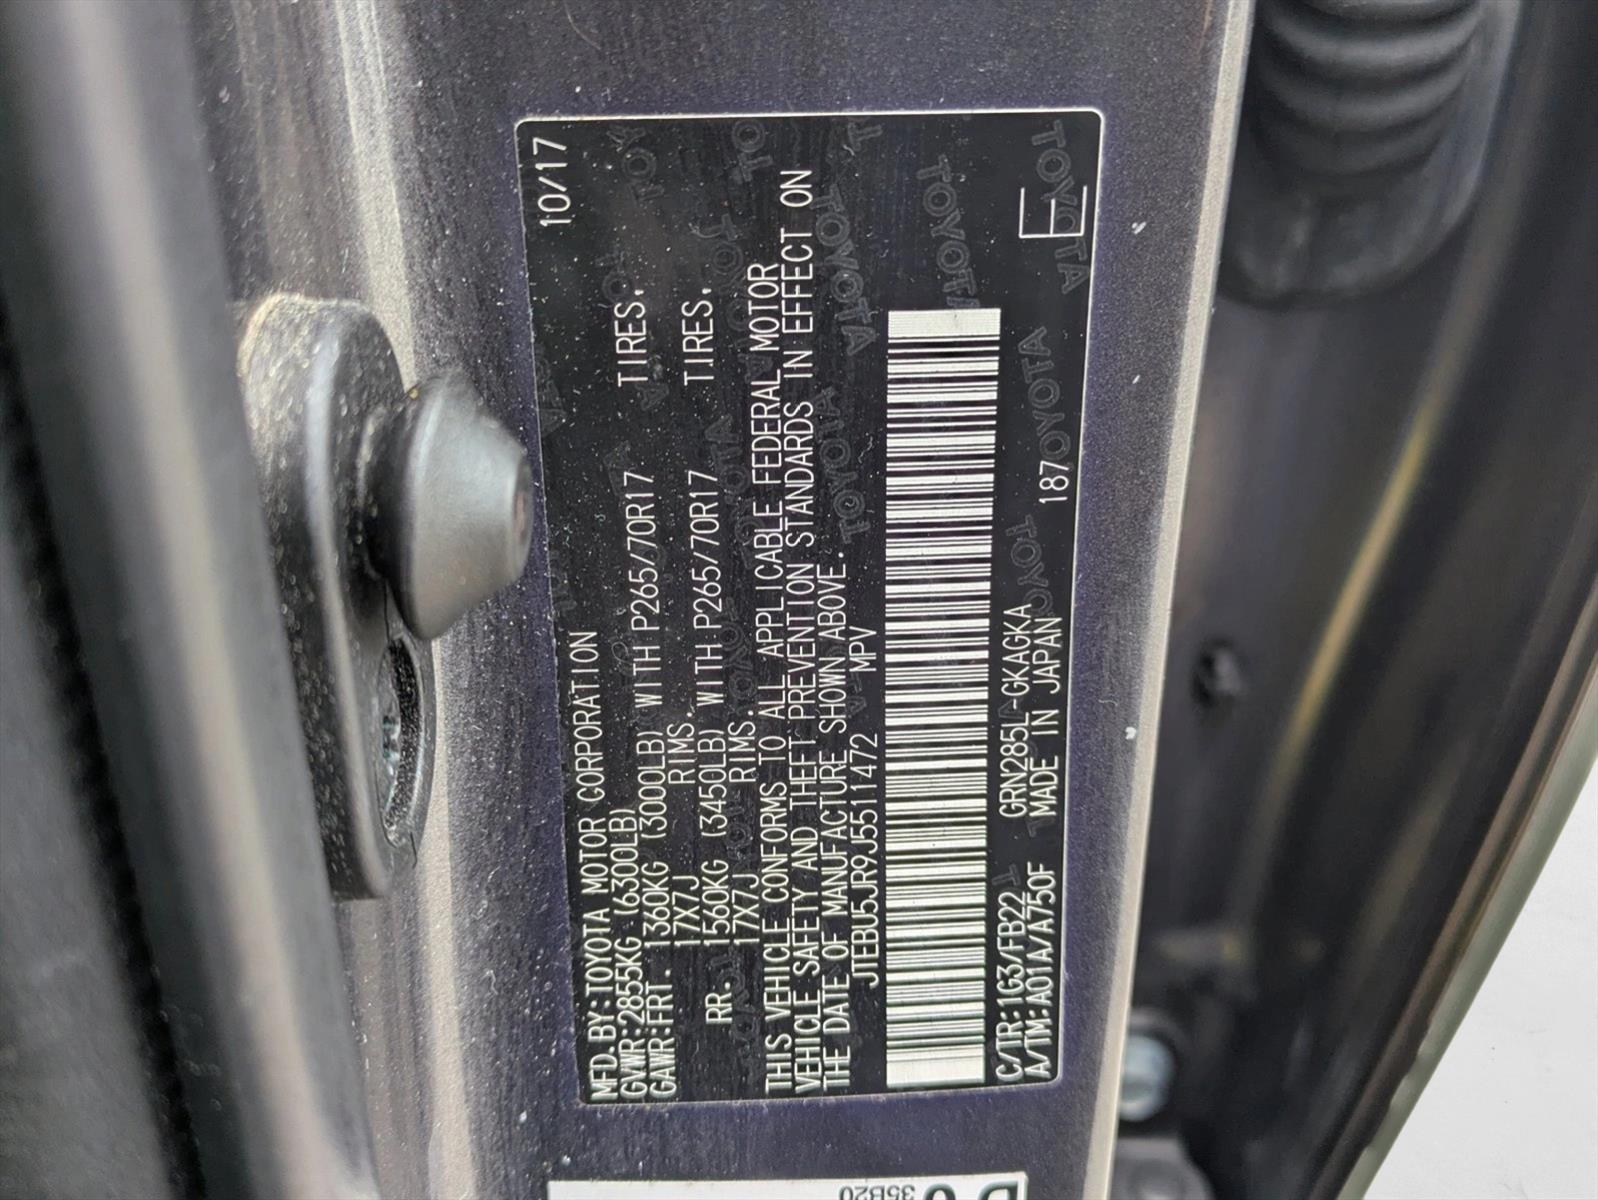 MFD.BY:TOYOTA MOTOR CORPORATION 10/17
GVWR:2855KG (6300LB)
GAWR:FRT. 1360KG (3000LB) WITH P265/70R17 TIRES,
17X7J RIMS,
RR. 1560KG (3450LB) WITH P265/70R17 TIRES,
17X7J RIMS.
THIS VEHICLE CONFORMS TO ALL APPLICABLE FEDERAL MOTOR
VEHICLE SAFETY AND THEFT PREVENTION STANDARDS IN EFFECT ON
THE DATE OF MANUFACTURE SHOWN ABOVE.
JTEBU5JR9J5511472 MPV
C/TR:1G3/FB22 GRN285L-GKAGKA
A/TM:A01A/A750F MADE IN JAPAN 187 E
TOYOTA
35B20